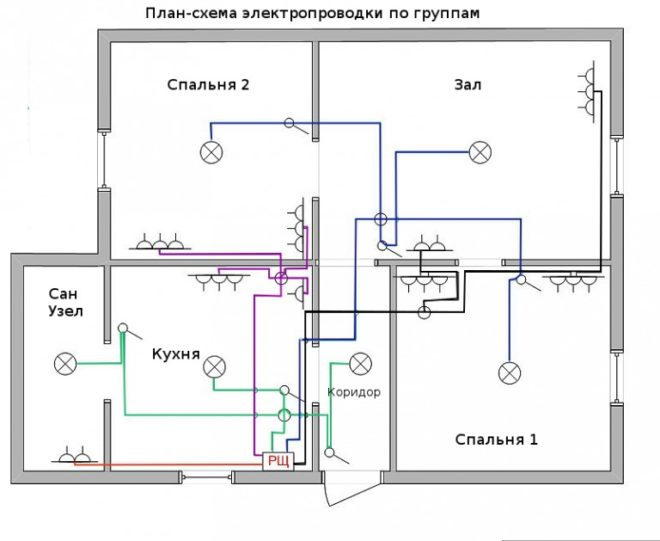 План-схема электропроводки по группам
Спальня 2
Зал
Сан
Узел
Кухня
Коридор
Спальня 1
РЩ